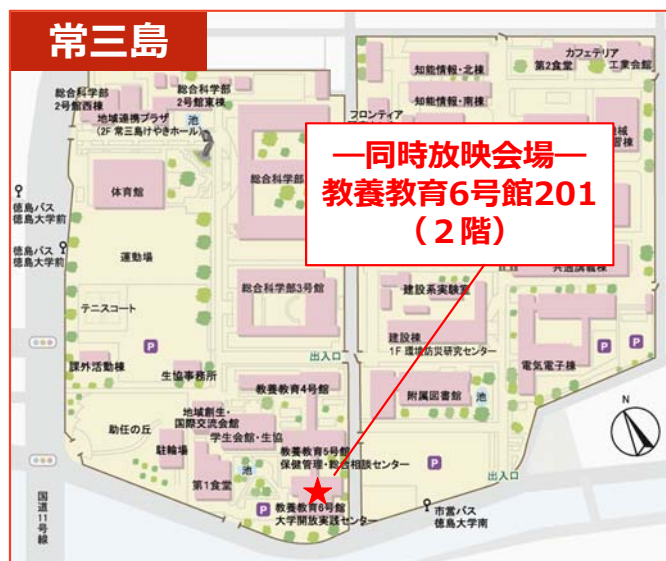 常三島
総合科学部
2号館西棟
総合科学部
2号館東棟
地域連携プラザ
(2F 常三島けやきホール)
池
フロンティア
知能情報・北棟
知能情報・南棟
カフェテリア
第2食堂
工業会館
―同時放映会場―
教養教育6号館201
（２階）
体育館
総合科学部
徳島バス
徳島大学前
徳島バス
徳島大学前
運動場
総合科学部3号館
建設系実験室
共通講義棟
テニスコート
P
建設棟
1F 環境防災研究センター
電気電子棟
P
P
出入口
課外活動棟
生協事務所
教養教育4号館
附属図書館
池
地域創生・
国際交流会館
助任の丘
学生会館・生協
駐輪場
教養教育5号館
保健管理・総合相談センター
池
第1食堂
P
P
出入口
N
教養教育6号館
大学開放実践センター
市営バス
徳島大学南
国道11号線